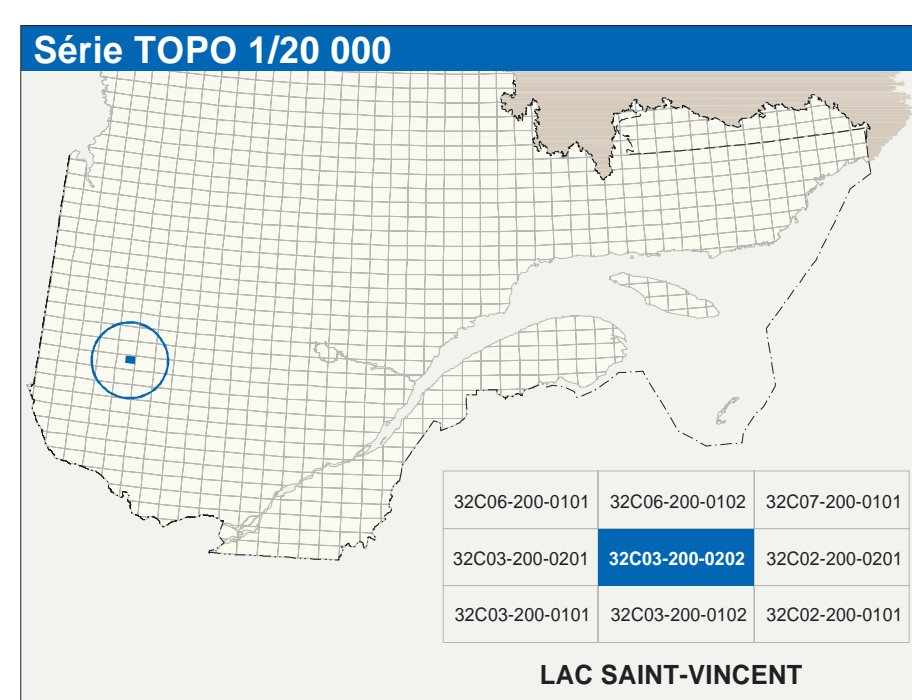 Série TOPO 1/20 000
32C06-200-0101 32C06-200-0102 32C07-200-0101
32C03-200-0201 32C03-200-0202 32C02-200-0201
32C03-200-0101 32C03-200-0102 32C02-200-0101
LAC SAINT-VINCENT